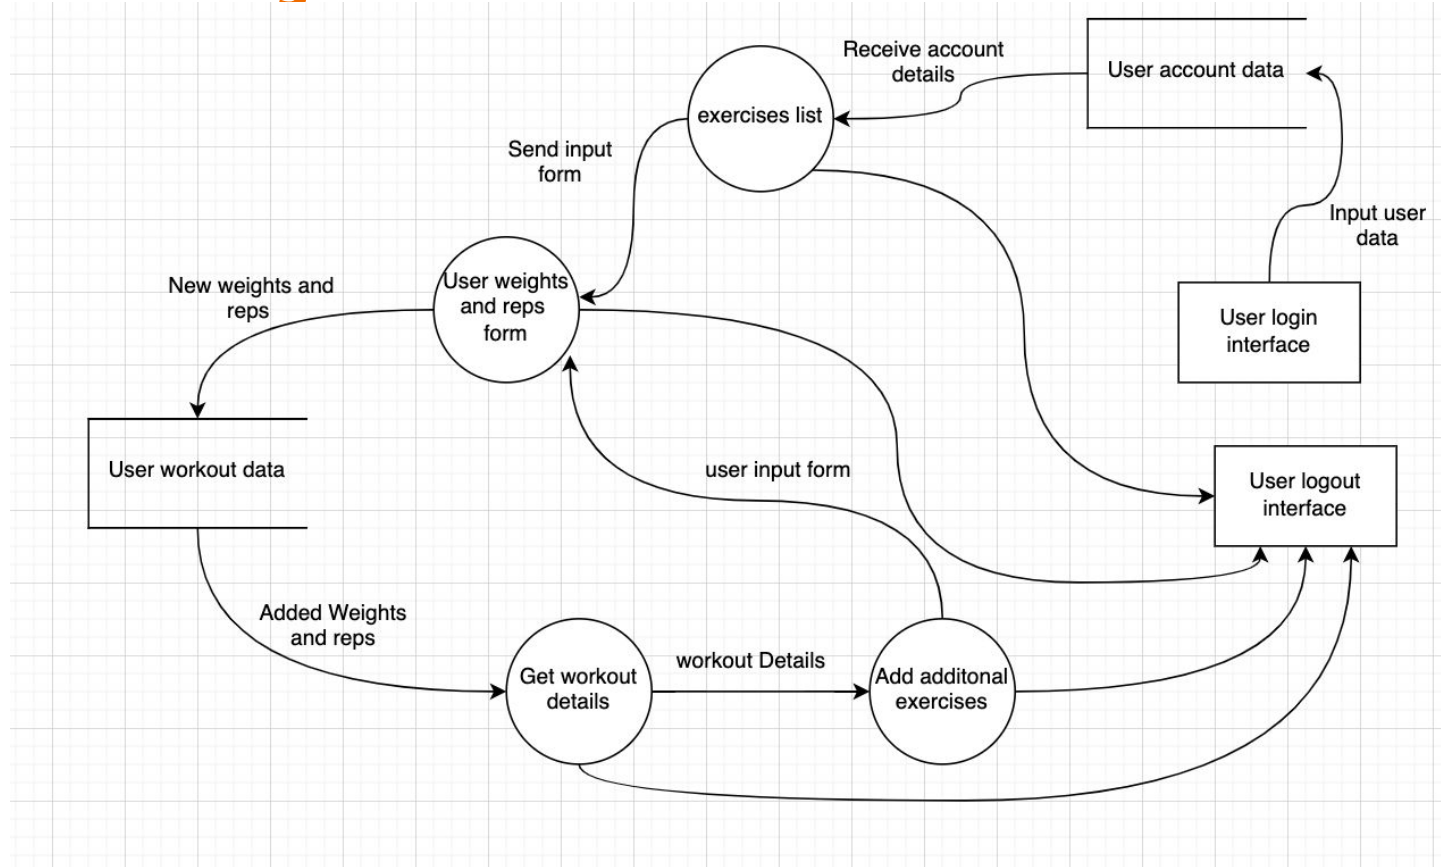 Receive account
details
User account data
exercises list
Send input
form
Input user
data
User weights
and reps
form
New weights and
reps
User login
interface
User workout data
user input form
User logout
interface
Added Weights
and reps
Get workout
details
workout Details
Add additonal
exercises